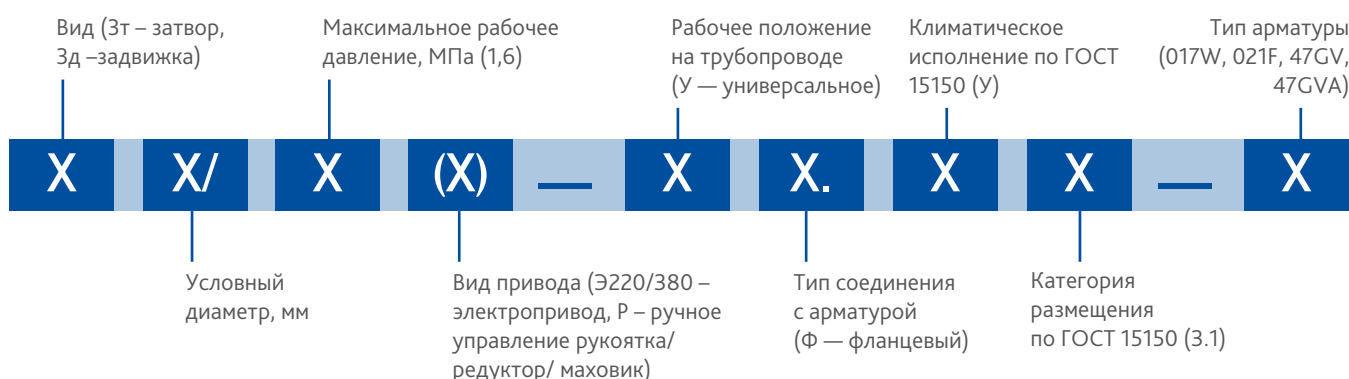 Вид (Зт – затвор,
Зд –задвижка)
Максимальное рабочее
давление, МПа (1,6)
Рабочее положение
на трубопроводе
(У — универсальное)
Климатическое
исполнение по ГОСТ
15150 (У)
Тип арматуры
(017W, 021F, 47GV,
47GVA)
X X/ X (X) — X X. X X — X
Условный
диаметр, мм
Вид привода (Э220/380 –
электропривод, Р – ручное
управление рукоятка/
редуктор/ маховик)
Тип соединения
с арматурой
(Ф — фланцевый)
Категория
размещения
по ГОСТ 15150 (3.1)